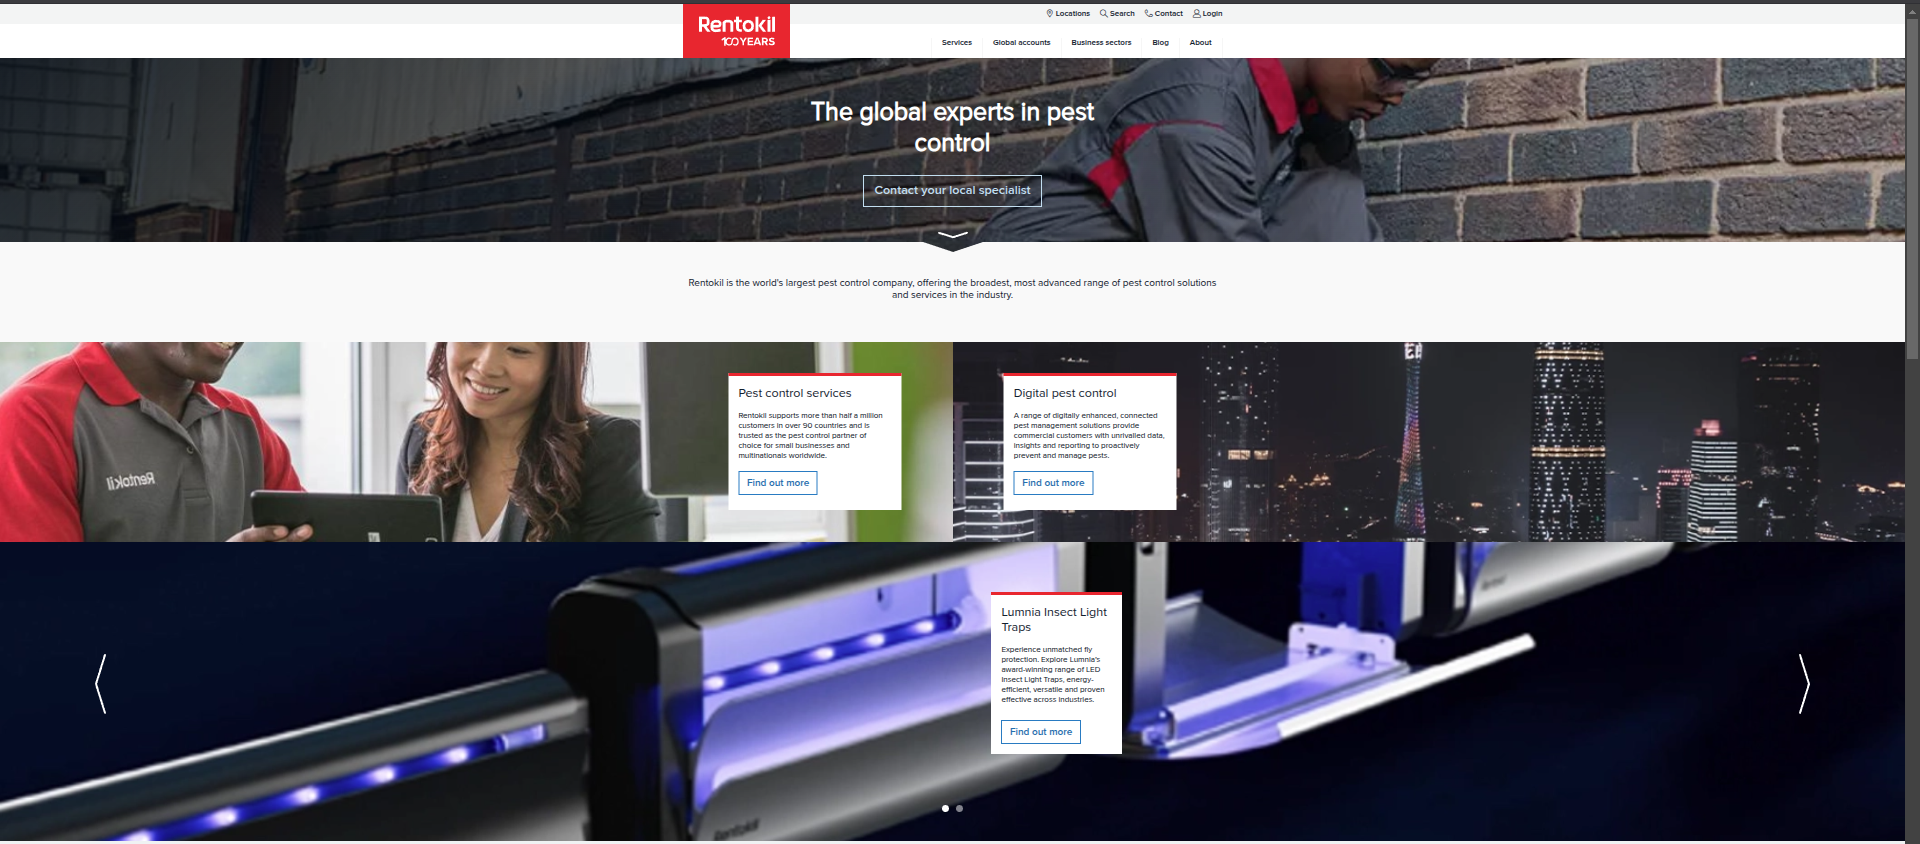 Rentokil
100 YEARS
Locations
Search
Contact
Login
Services
Global accounts
Business sectors
Blog
About
The global experts in pest
control
Contact your local specialist
Rentokil is the world's largest pest control company, offering the broadest, most advanced range of pest control solutions
and services in the industry.
Rentokil
Pest control services
Rentokil supports more than half a million
customers in over 90 countries and is
trusted as the pest control partner of
choice for small businesses and
multinationals worldwide.
Find out more
Digital pest control
A range of digitally enhanced, connected
pest management solutions provide
commercial customers with unrivalled data,
insights and reporting to proactively
prevent and manage pests.
Find out more
Lumnia Insect Light
Traps
Experience unmatched fly
protection. Explore Lumnia's
award-winning range of LED
Insect Light Traps, energy-
efficient, versatile and proven
effective across industries.
Find out more
Rentokil